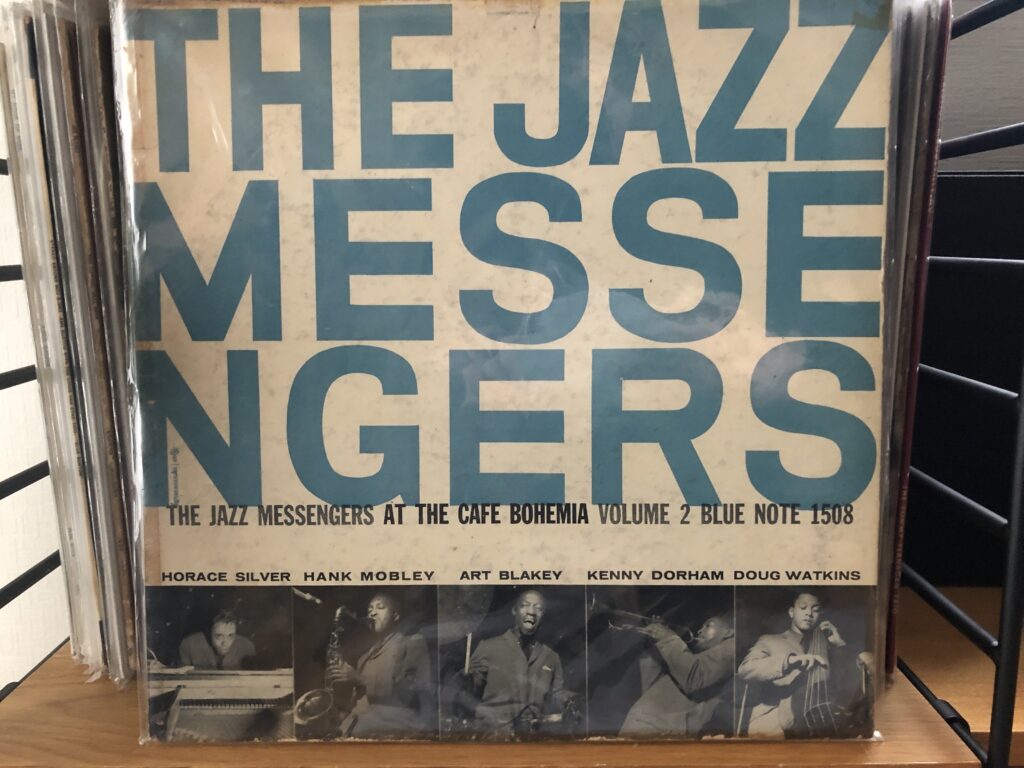 THE JAZZ
MESSE
NGERS
THE JAZZ MESSENGERS AT THE CAFE BOHEMIA VOLUME 2 BLUE NOTE 1508
HORACE SILVER HANK MOBLEY ART BLAKEY KENNY DORHAM DOUG WATKINS